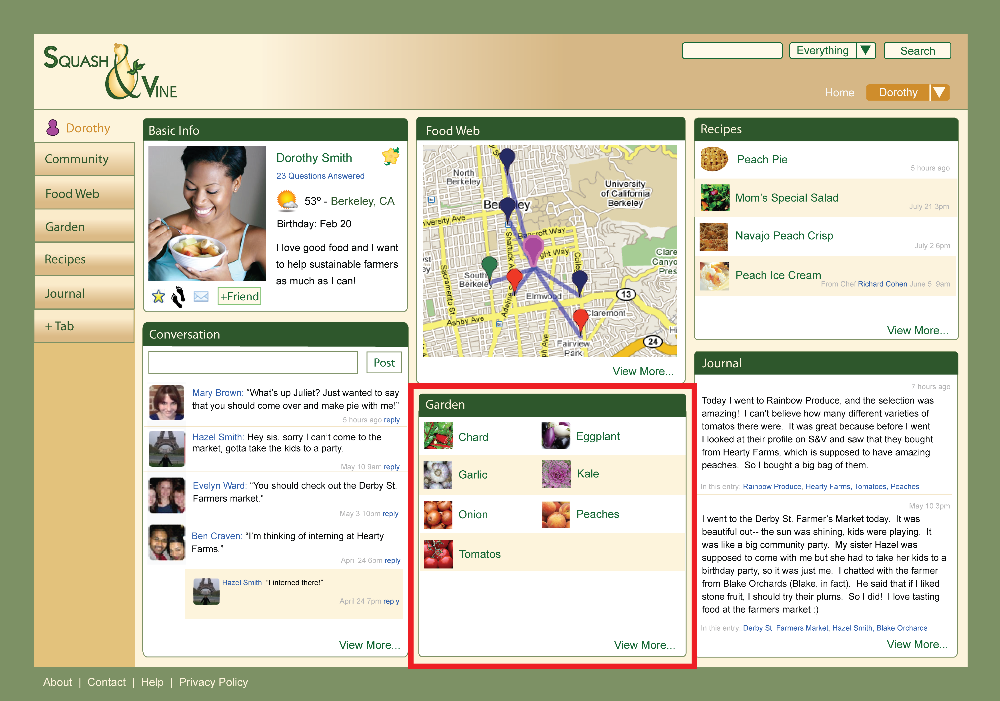 SQUASH & VINE
Everything
Search
Home
Dorothy
Dorothy
Community
Food Web
Garden
Recipes
Journal
+ Tab
Basic Info
Dorothy Smith
23 Questions Answered
53º - Berkeley, CA
Birthday: Feb 20
I love good food and I want
to help sustainable farmers
as much as I can!
+Friend
Conversation
Post
Mary Brown: “What’s up Juliet? Just wanted to say
that you should come over and make pie with me!”
5 hours ago reply
Hazel Smith: Hey sis. sorry I can’t come to the
market, gotta take the kids to a party.
May 10 9am reply
Evelyn Ward: “You should check out the Derby St.
Farmers market.”
May 3 10pm reply
Ben Craven: “I’m thinking of interning at Hearty
Farms.”
April 24 6pm reply
Hazel Smith: “I interned there!”
April 24 7pm reply
View More...
Food Web
North
Berkeley
University
of California
Berkeley
Ber ley
niversity Ave
Bancroft Way
ght Way
Shattuck A
Colle
Clare
Canyo
Pres
st
ey
Sacramento St.
South
Berkeley
Adeline S
Elmwood
13
Claremont
Ashby Ave
Hi
24
ph Ave
Fairview
Park
View More...
Garden
Chard
Eggplant
Garlic
Kale
Onion
Peaches
Tomatos
View More...
Recipes
Peach Pie
5 hours ago
Mom’s Special Salad
July 21 3pm
Navajo Peach Crisp
July 2 6pm
Peach Ice Cream
From Chef Richard Cohen June 5 9am
View More...
Journal
7 hours ago
Today I went to Rainbow Produce, and the selection was
amazing! I can’t believe how many different varieties of
tomatos there were. It was great because before I went
I looked at their profile on S&V and saw that they bought
from Hearty Farms, which is supposed to have amazing
peaches. So I bought a big bag of them.
In this entry: Rainbow Produce, Hearty Farms, Tomatoes, Peaches
May 10 3pm
I went to the Derby St. Farmer’s Market today. It was
beautiful out-- the sun was shining, kids were playing. It
was like a big community party. My sister Hazel was
supposed to come with me but she had to take her kids to a
birthday party, so it was just me. I chatted with the farmer
from Blake Orchards (Blake, in fact). He said that if I liked
stone fruit, I should try their plums. So I did! I love tasting
food at the farmers market :)
In this entry: Derby St. Farmers Market, Hazel Smith, Blake Orchards
View More...
About | Contact | Help | Privacy Policy